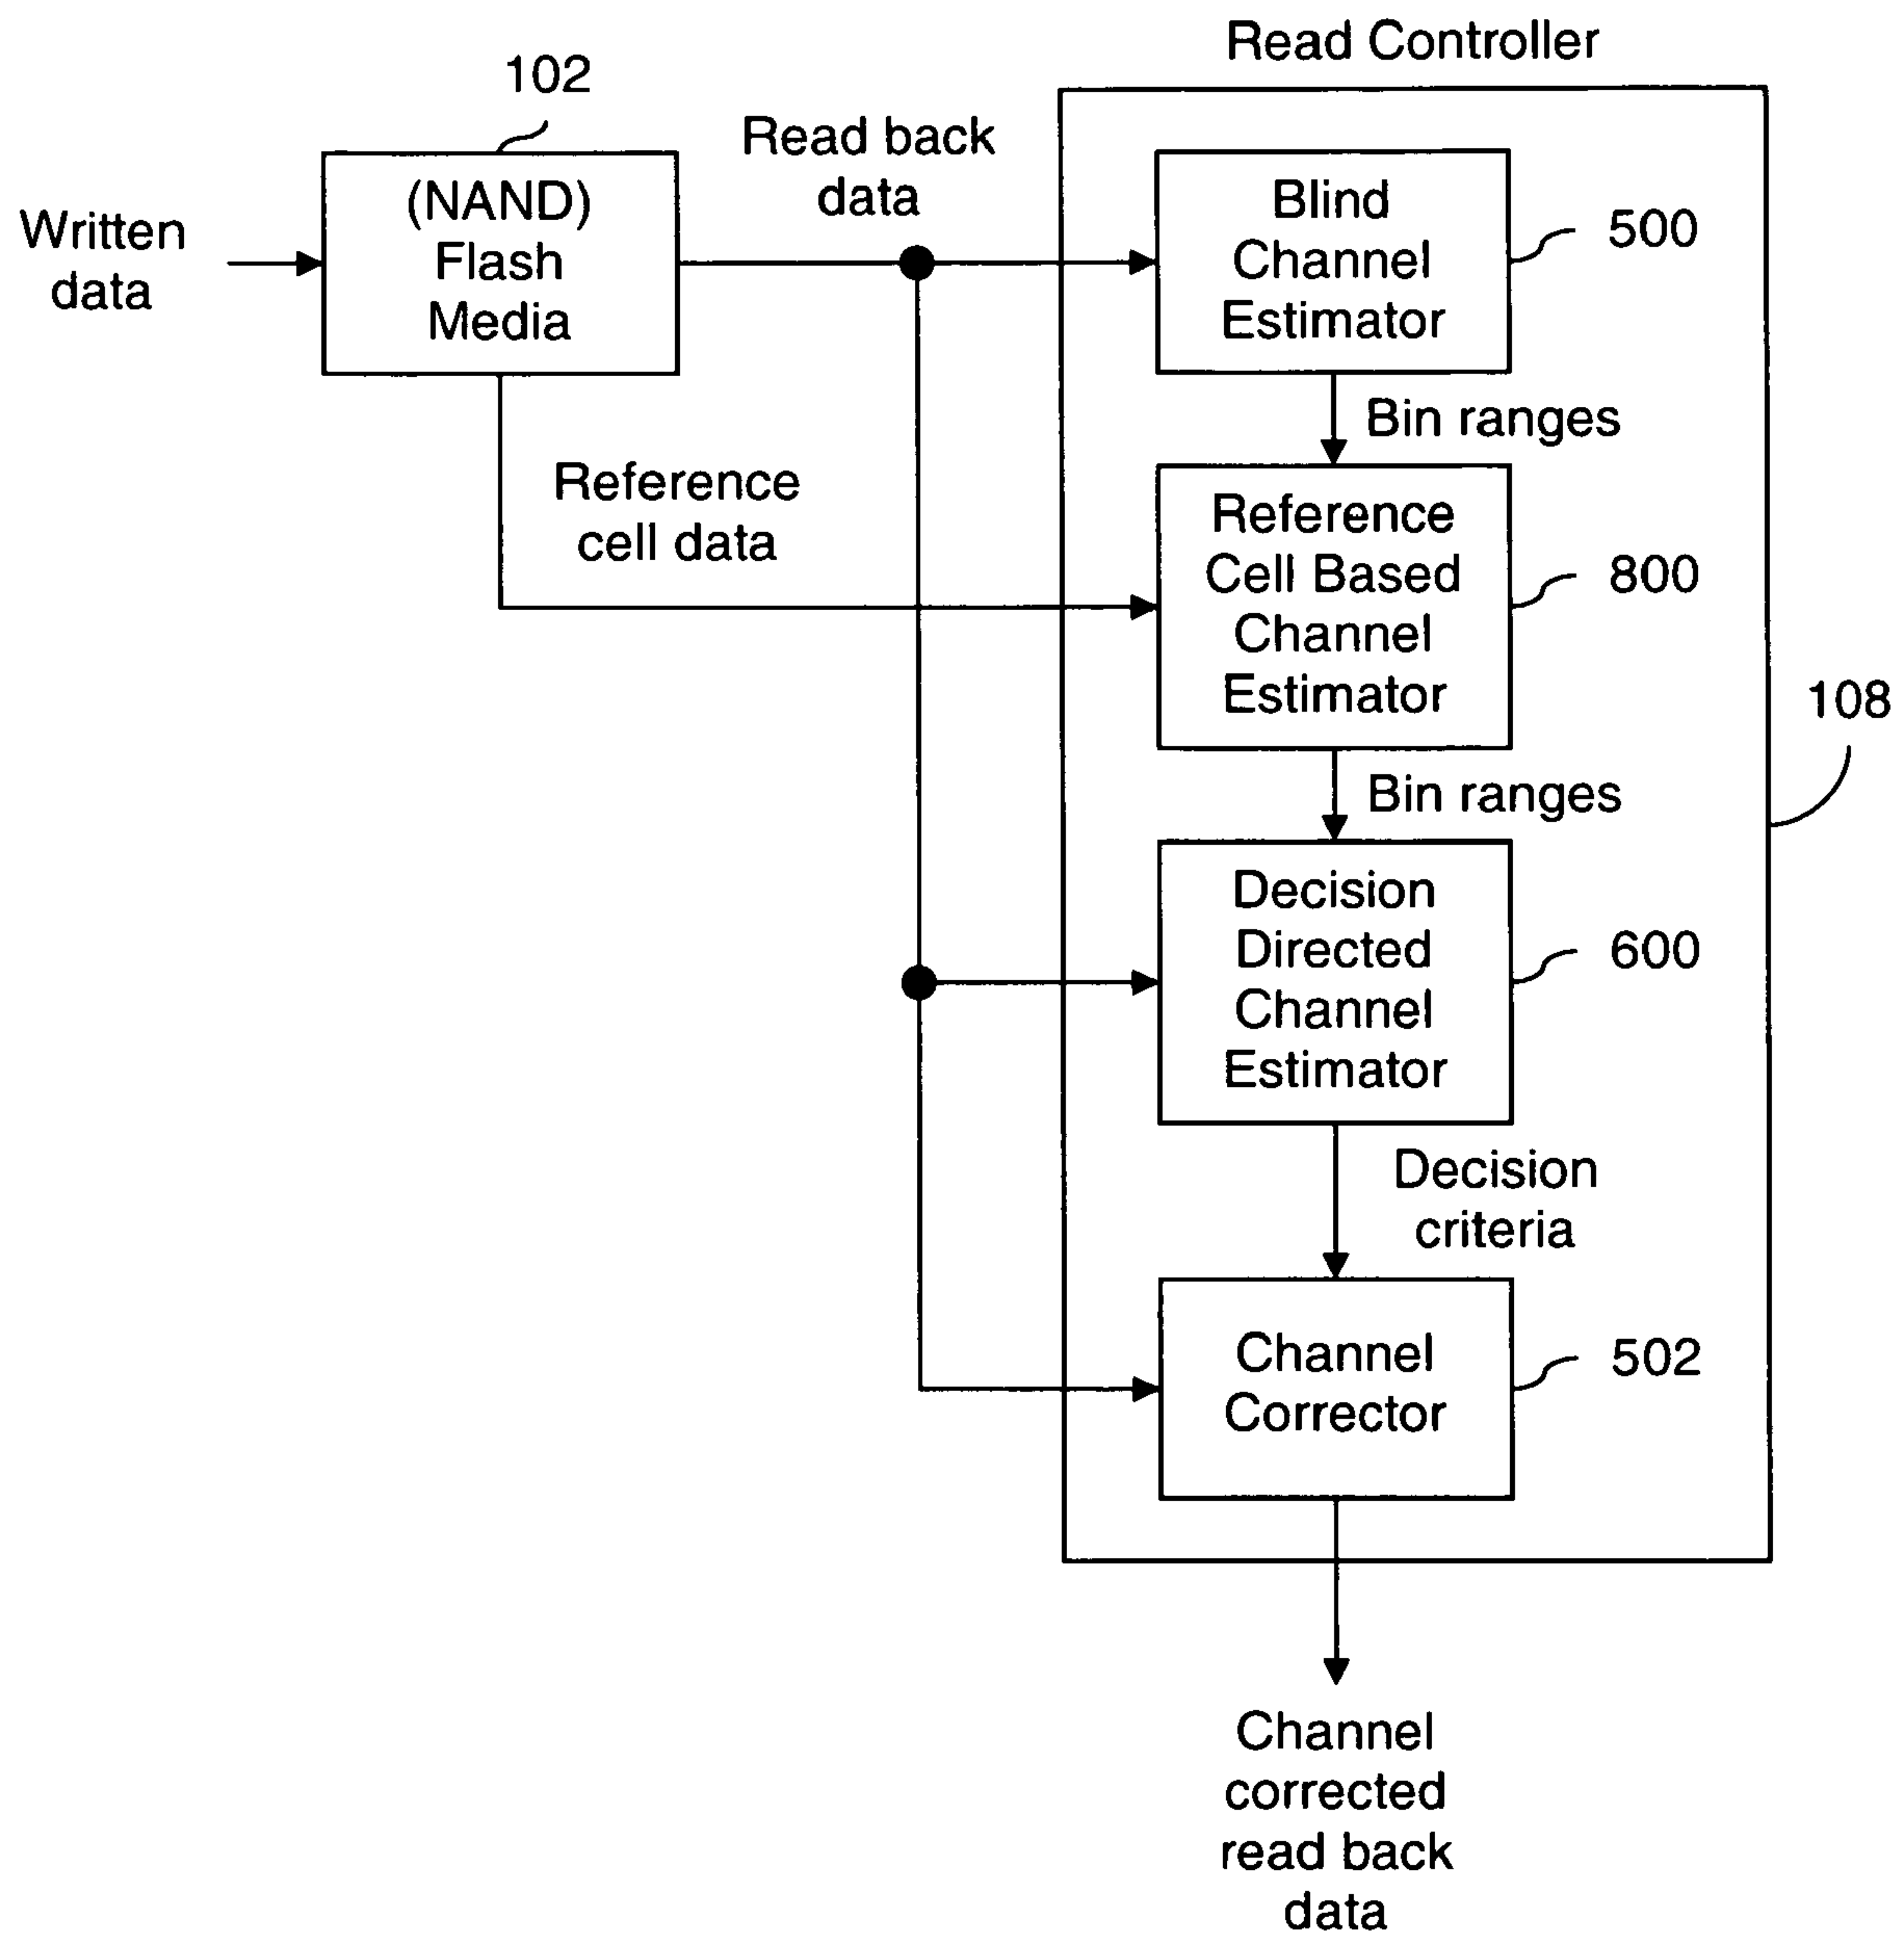 Read Controller
102
Read back
data
Written
data
(NAND)
Flash
Media
Blind
Channel
Estimator
500
Bin ranges
Reference
cell data
Reference
Cell Based
Channel
Estimator
800
108
Bin ranges
Decision
Directed
Channel
Estimator
600
Decision
criteria
Channel
Corrector
502
Channel
corrected
read back
data